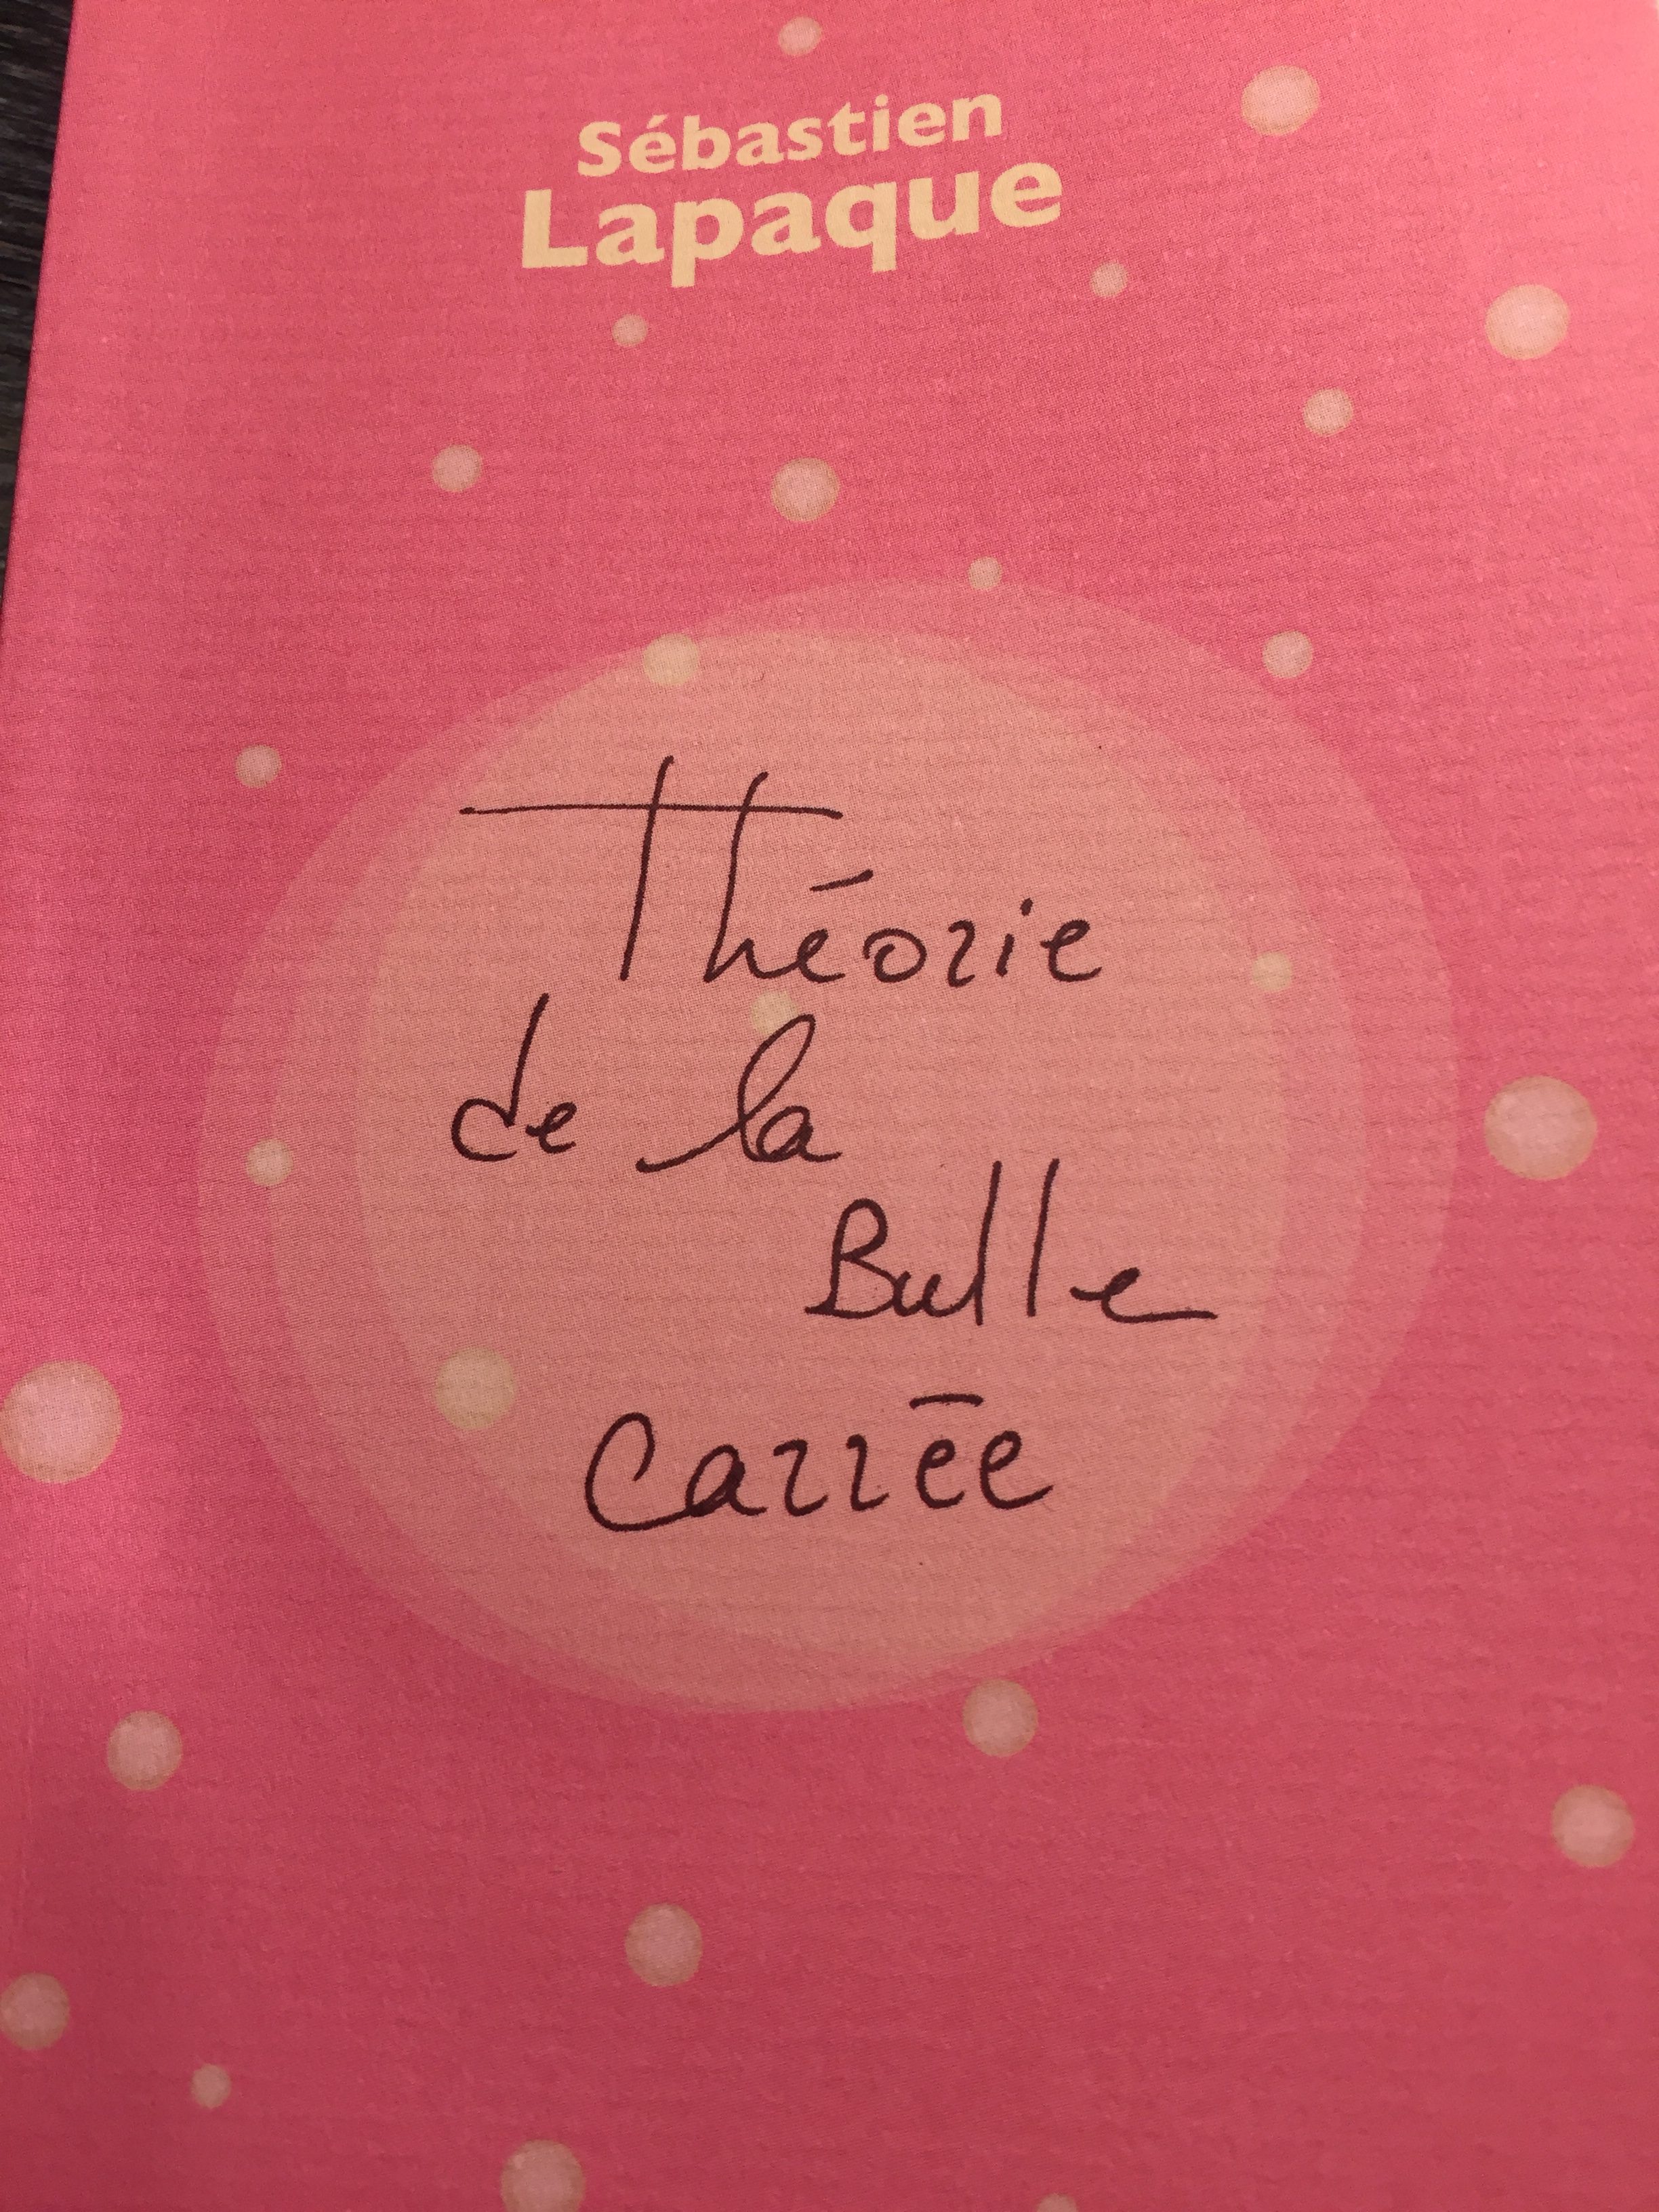 Sébastien
Lapaque
Théorie
de la
Bulle
Carrée